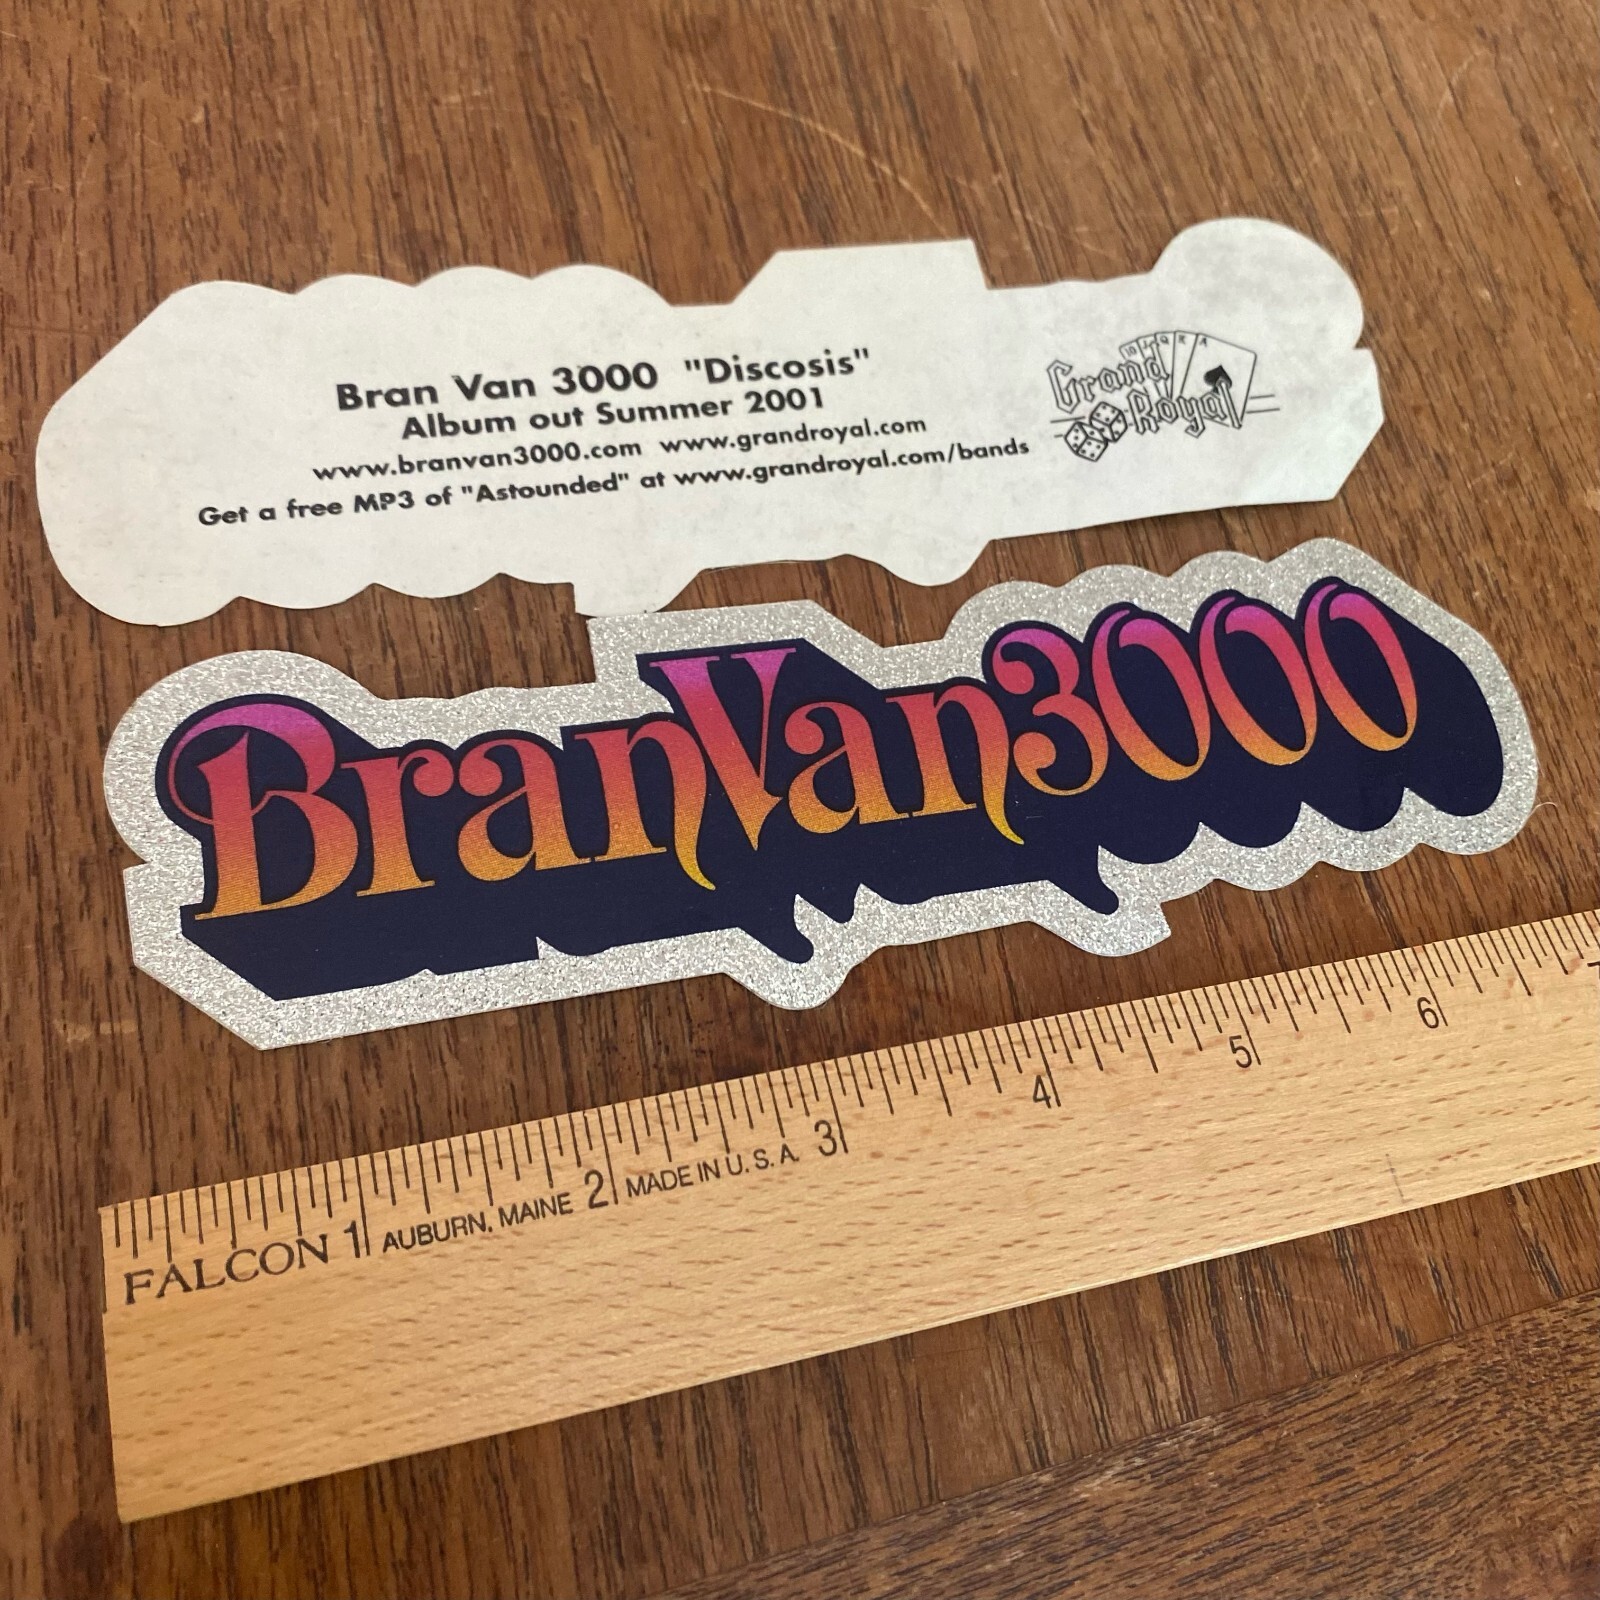 Bran Van 3000 "Discosis"
Album out Summer 2001
www.branvan3000.com www.grandroyal.com
Get a free MP3 of "Astounded" at www.grandroyal.com/bands
10 J Q K A
Grand
Royal
BranVan3000
FALCON 1 AUBURN, MAINE 2 MADE IN U.S.A. 3 4 5 6 7